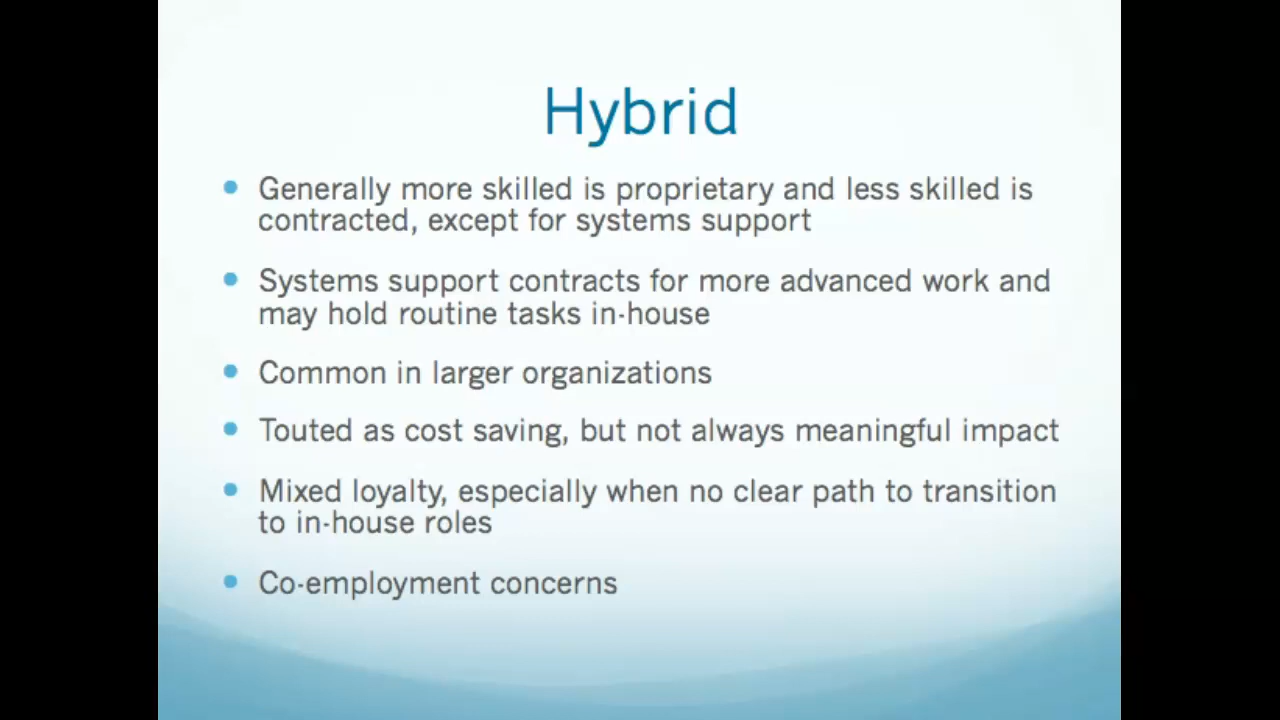 Hybrid
Generally more skilled is proprietary and less skilled is
contracted, except for systems support
Systems support contracts for more advanced work and
may hold routine tasks in-house
Common in larger organizations
Touted as cost saving, but not always meaningful impact
Mixed loyalty, especially when no clear path to transition
to in-house roles
Co-employment concerns